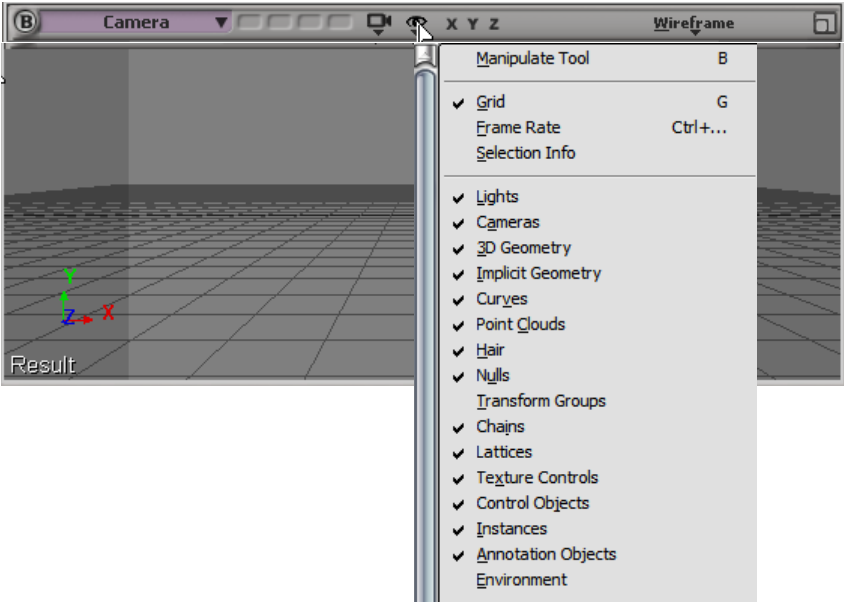 B Camera X Y Z Wireframe
Manipulate Tool B
Grid G
Frame Rate Ctrl+...
Selection Info
Lights
Cameras
3D Geometry
Implicit Geometry
Curves
Point Clouds
Hair
Nulls
Transform Groups
Chains
Lattices
Texture Controls
Control Objects
Instances
Annotation Objects
Environment
Y
Z X
Result